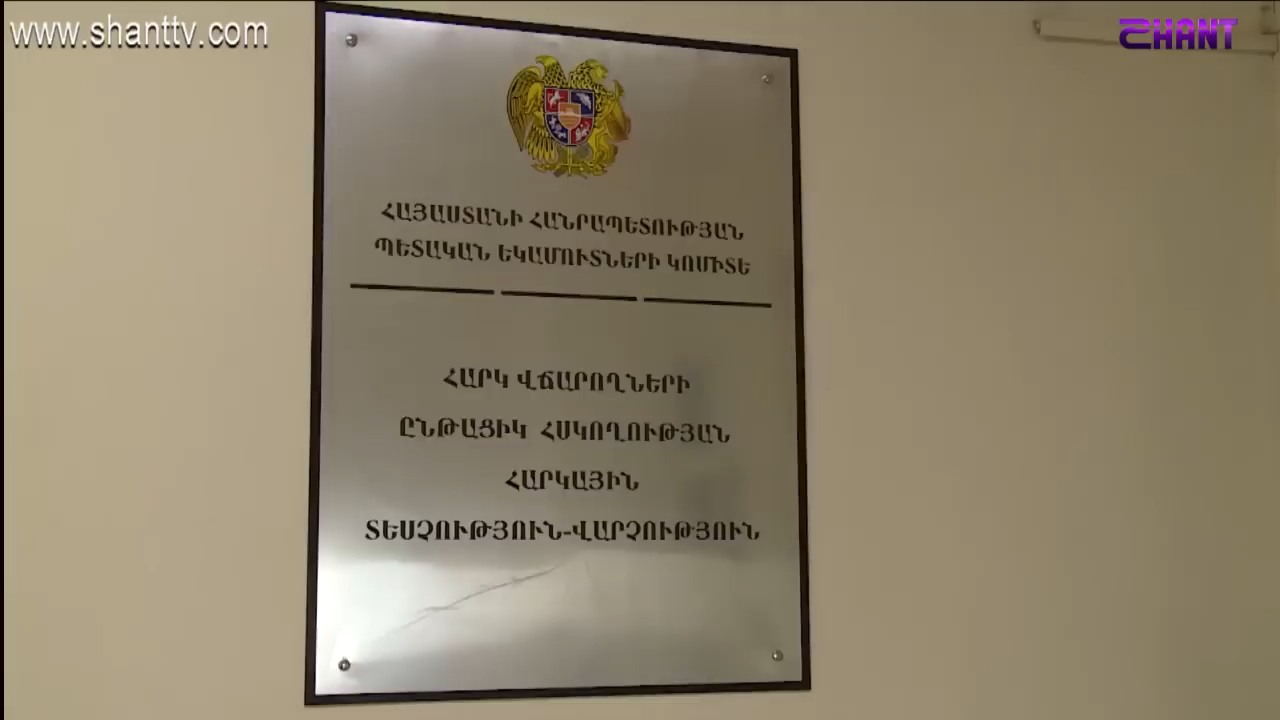 www.shanttv.com
SHANT
ՀԱՅԱՍՏԱՆԻ ՀԱՆՐԱՊԵՏՈՒԹՅԱՆ
ՊԵՏԱԿԱՆ ԵԿԱՄՈՒՏՆԵՐԻ ԿՈՄԻՏԵ
ՀԱՐԿ ՎՃԱՐՈՂՆԵՐԻ
ԸՆԹԱՑԻԿ ՀՍԿՈՂՈՒԹՅԱՆ
ՀԱՐԿԱՅԻՆ
ՏԵՍՉՈՒԹՅՈՒՆ-ՎԱՐՉՈՒԹՅՈՒՆ